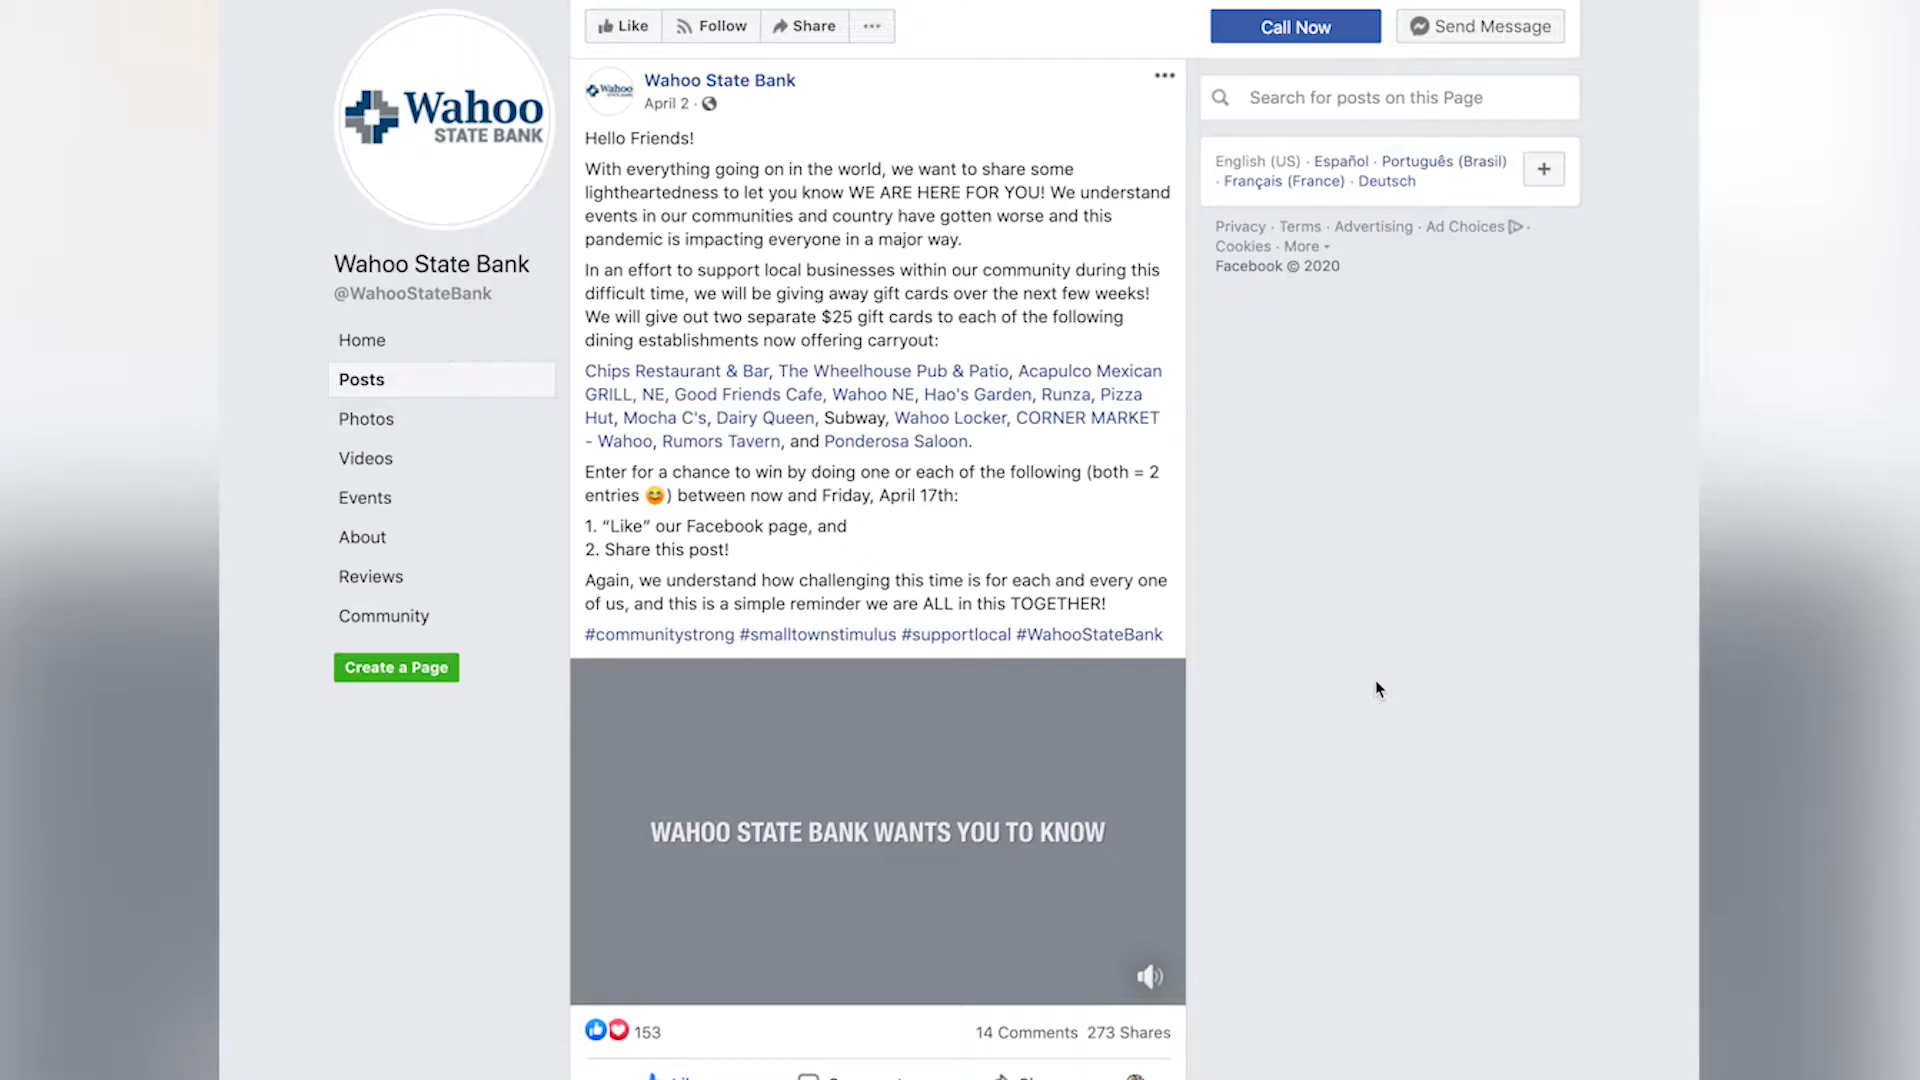 Wahoo
STATE BANK
Wahoo State Bank
@WahooStateBank
Home
Posts
Photos
Videos
Events
About
Reviews
Community
Create a Page
Like
Follow
Share
Call Now
Send Message
Wahoo
Wahoo State Bank
April 2 ·
Hello Friends!
With everything going on in the world, we want to share some
lightheartedness to let you know WE ARE HERE FOR YOU! We understand
events in our communities and country have gotten worse and this
pandemic is impacting everyone in a major way.
In an effort to support local businesses within our community during this
difficult time, we will be giving away gift cards over the next few weeks!
We will give out two separate $25 gift cards to each of the following
dining establishments now offering carryout:
Chips Restaurant & Bar, The Wheelhouse Pub & Patio, Acapulco Mexican
GRILL, NE, Good Friends Cafe, Wahoo NE, Hao's Garden, Runza, Pizza
Hut, Mocha C's, Dairy Queen, Subway, Wahoo Locker, CORNER MARKET
- Wahoo, Rumors Tavern, and Ponderosa Saloon.
Enter for a chance to win by doing one or each of the following (both = 2
entries 😊) between now and Friday, April 17th:
1. “Like” our Facebook page, and
2. Share this post!
Again, we understand how challenging this time is for each and every one
of us, and this is a simple reminder we are ALL in this TOGETHER!
#communitystrong #smalltownstimulus #supportlocal #WahooStateBank
WAHOO STATE BANK WANTS YOU TO KNOW
153
14 Comments 273 Shares
Search for posts on this Page
English (US) · Español · Português (Brasil)
· Français (France) · Deutsch
Privacy · Terms · Advertising · Ad Choices ·
Cookies · More
Facebook © 2020